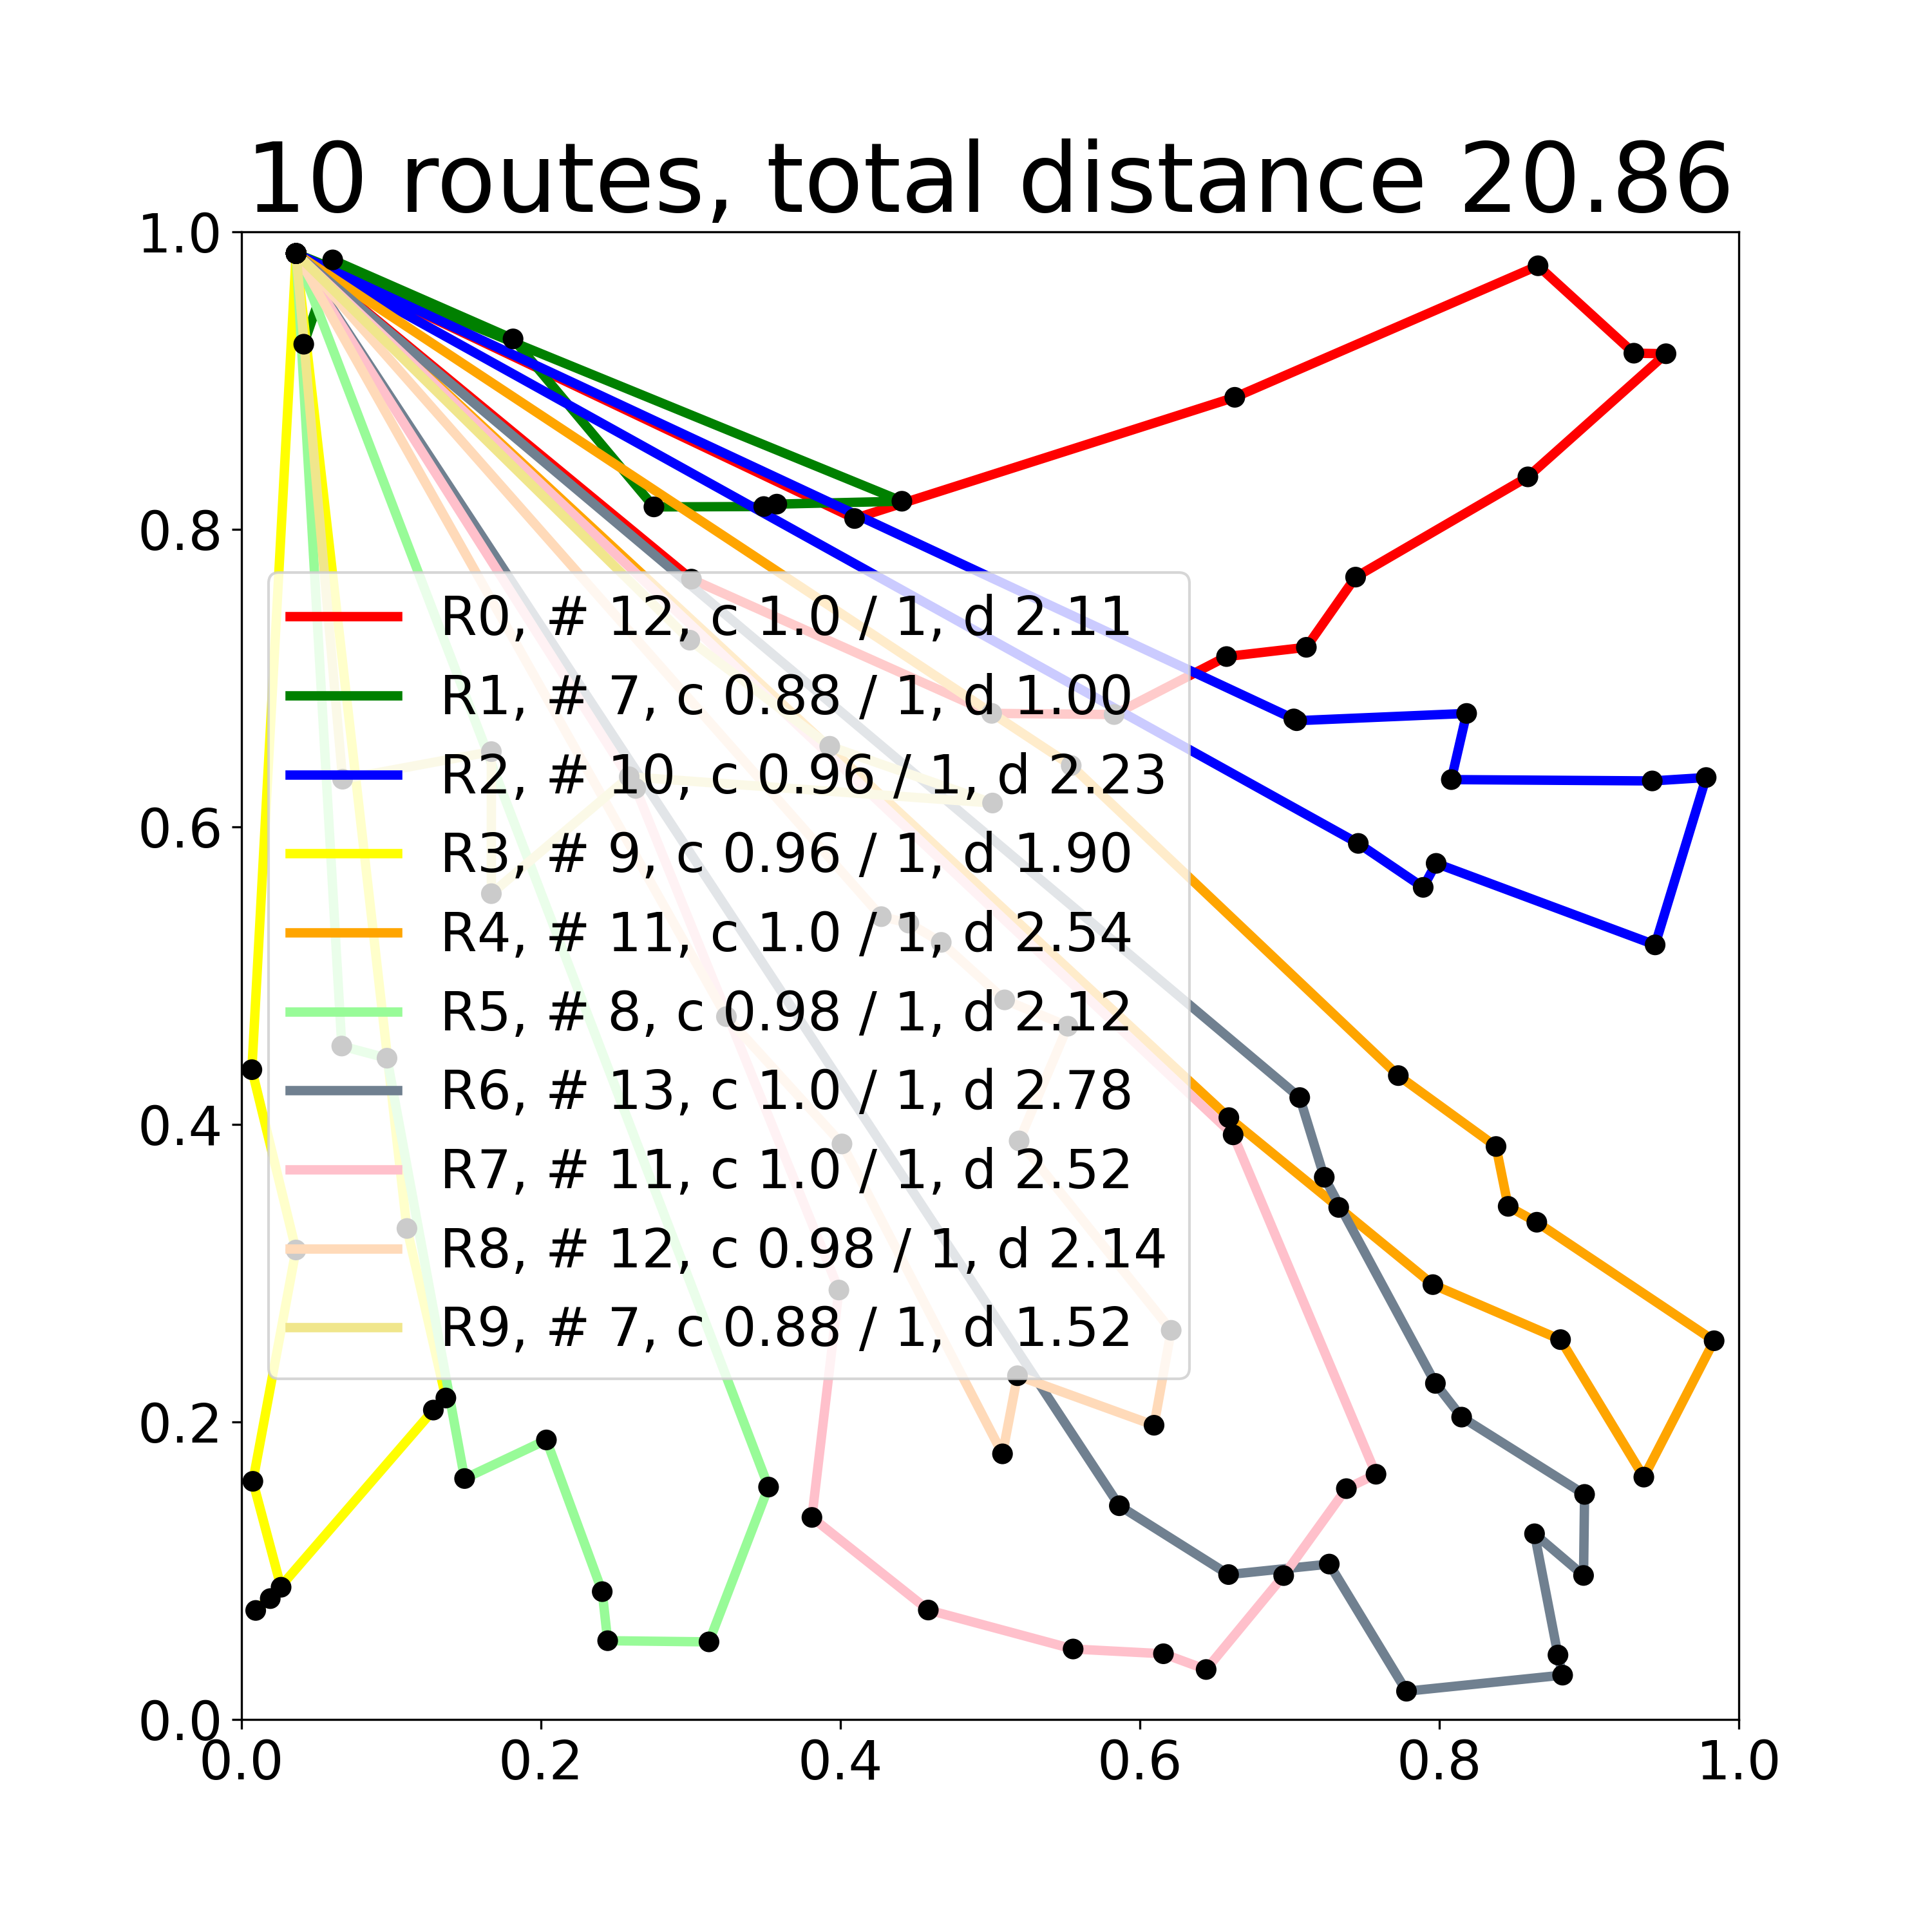 10 routes, total distance 20.86
1.0
0.8
0.6
0.4
0.2
0.0
R0, # 12, c 1.0 / 1, d 2.11
R1, # 7, c 0.88 / 1, d 1.00
R2, # 10, c 0.96 / 1, d 2.23
R3, # 9, c 0.96 / 1, d 1.90
R4, # 11, c 1.0 / 1, d 2.54
R5, # 8, c 0.98 / 1, d 2.12
R6, # 13, c 1.0 / 1, d 2.78
R7, # 11, c 1.0 / 1, d 2.52
R8, # 12, c 0.98 / 1, d 2.14
R9, # 7, c 0.88 / 1, d 1.52
0.0 0.2 0.4 0.6 0.8 1.0